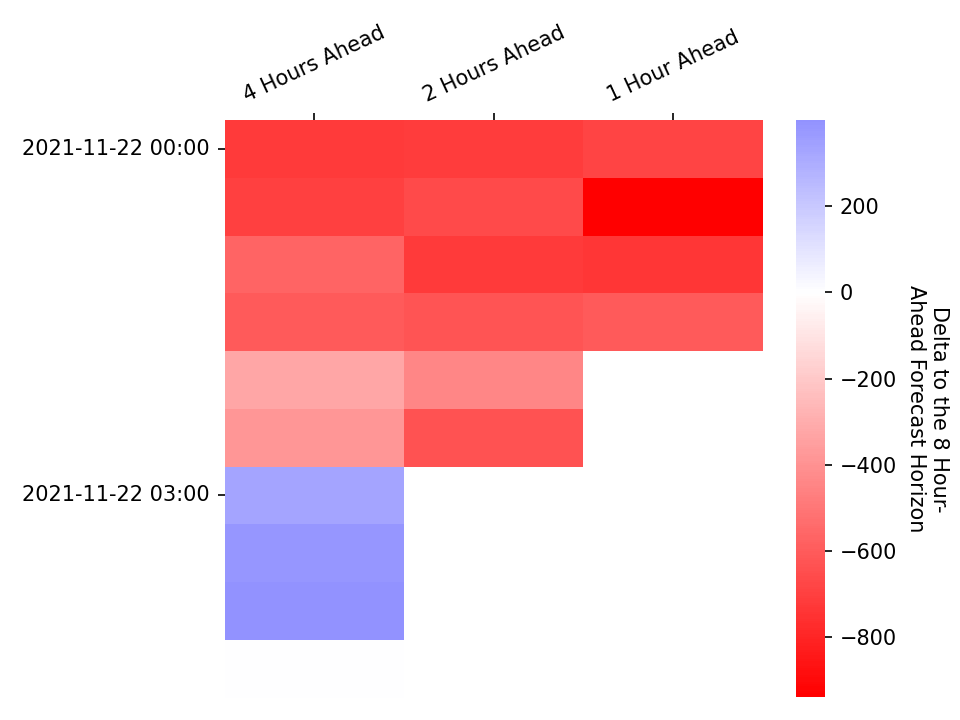 4 Hours Ahead
2 Hours Ahead
1 Hour Ahead
2021-11-22 00:00
2021-11-22 03:00
200
0
−200
−400
−600
−800
Delta to the 8 Hour-
Ahead Forecast Horizon